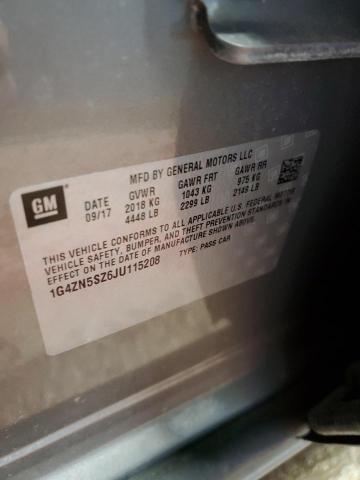 GM
MFD BY GENERAL MOTORS LLC
DATE GVWR GAWR FRT GAWR RR
09/17 2018 KG 1043 KG 975 KG
4448 LB 2299 LB 2149 LB
THIS VEHICLE CONFORMS TO ALL APPLICABLE U.S. FEDERAL MOTOR
VEHICLE SAFETY, BUMPER, AND THEFT PREVENTION STANDARDS IN
EFFECT ON THE DATE OF MANUFACTURE SHOWN ABOVE.
1G4ZN5SZ6JU115208 TYPE: PASS CAR